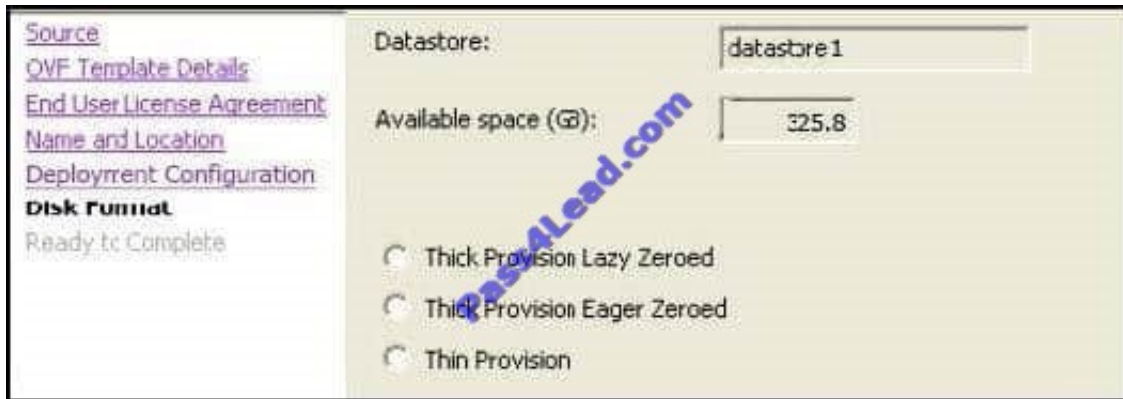 Source
OVF Template Details
End User License Agreement
Name and Location
Deployment Configuration
Disk Format
Ready to Complete
Datastore:
datastore1
Available space (GB):
325.8
Thick Provision Lazy Zeroed
Thick Provision Eager Zeroed
Thin Provision
Pass4Lead.com